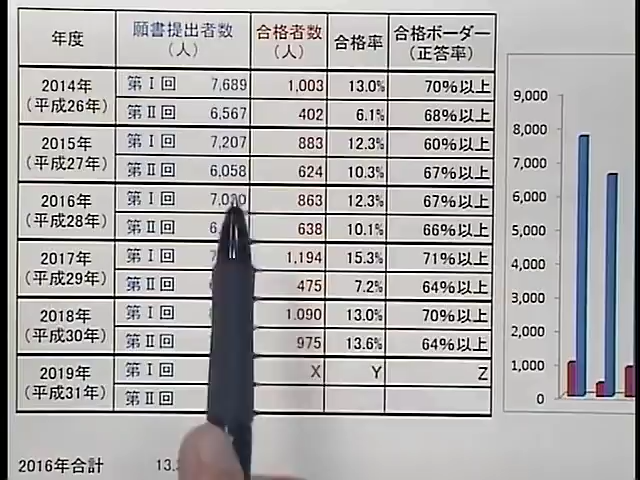 年度 願書提出者数（人） 合格者数（人） 合格率 合格ボーダー（正答率）
2014年（平成26年） 第Ⅰ回 7,689 1,003 13.0% 70%以上
第Ⅱ回 6,567 402 6.1% 68%以上
2015年（平成27年） 第Ⅰ回 7,207 883 12.3% 60%以上
第Ⅱ回 6,058 624 10.3% 67%以上
2016年（平成28年） 第Ⅰ回 863 12.3% 67%以上
第Ⅱ回 638 10.1% 66%以上
2017年（平成29年） 第Ⅰ回 1,194 15.3% 71%以上
第Ⅱ 475 7.2% 64%以上
2018年（平成30年） 第Ⅰ回 1,090 13.0% 70%以上
第Ⅱ回 975 13.6% 64%以上
2019年（平成31年） 第Ⅰ回 X Y Z
第Ⅱ回
2016年合計
9,000
8,000
7,000
6,000
5,000
4,000
3,000
2,000
1,000
0